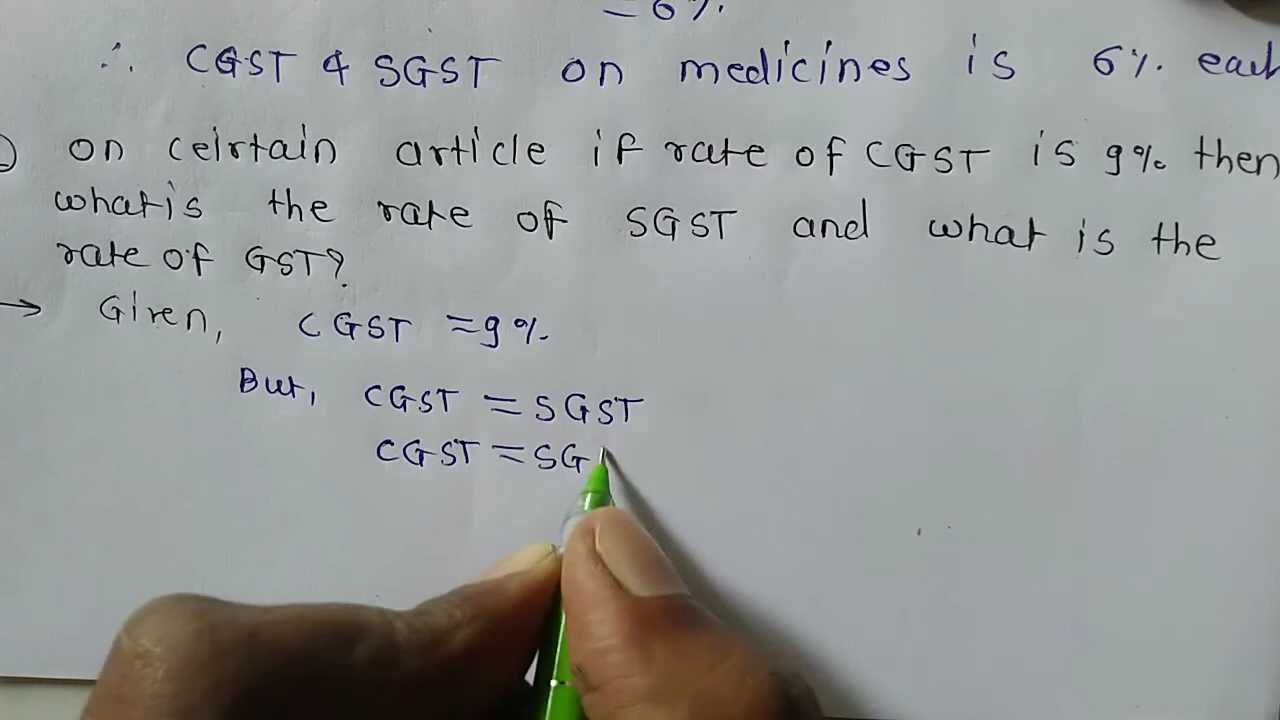 = 6%.
∴ CGST & SGST on medicines is 6%. each
on ceirtain article if rate of CGST is 9% then
what is the rate of SGST and what is the
rate of GST?
→ Given, CGST = 9%.
But, CGST = SGST
CGST = SG